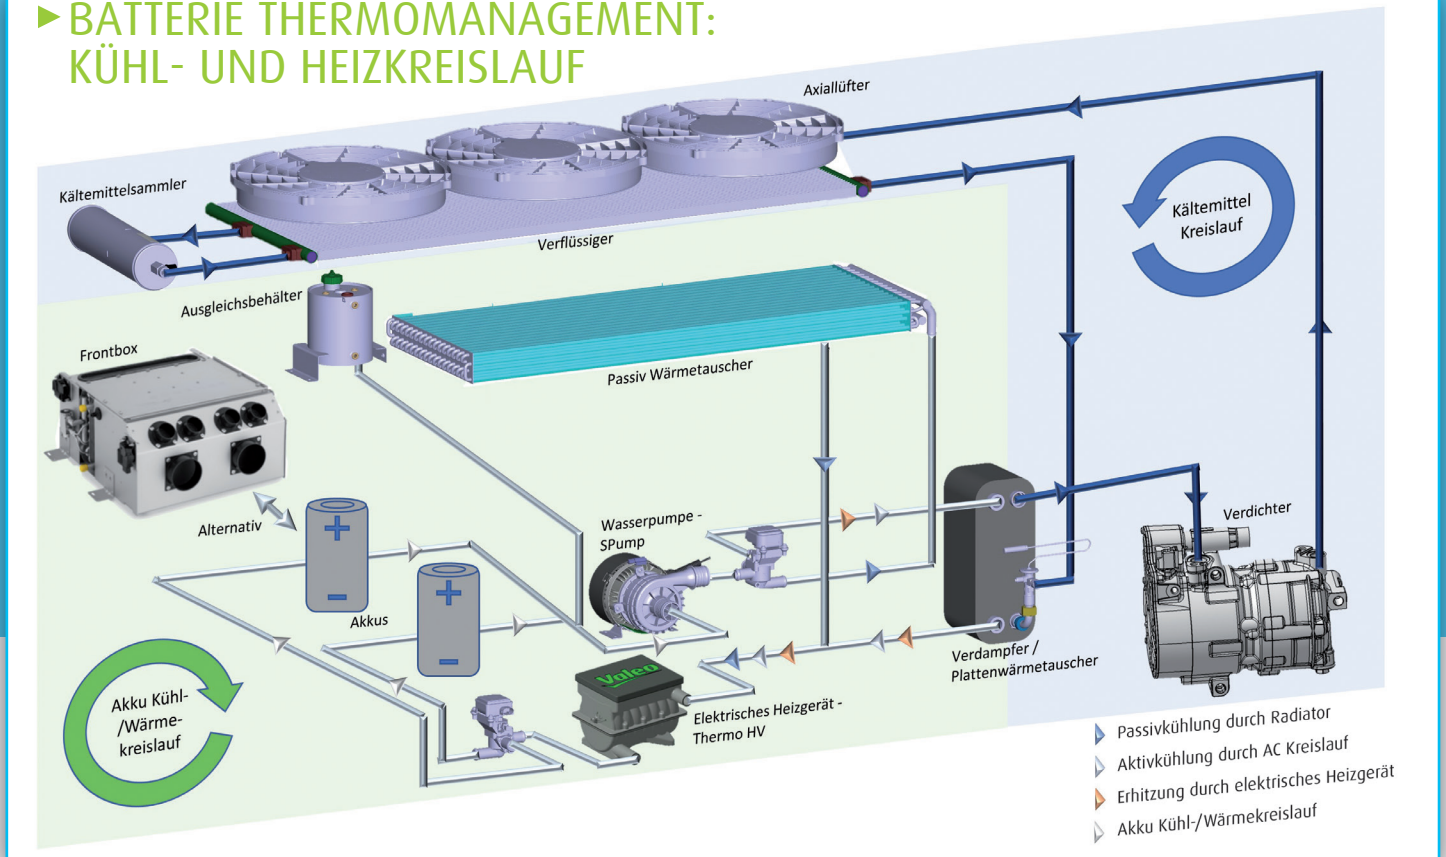 BATTERIE THERMOMANAGEMENT:
KÜHL- UND HEIZKREISLAUF
Axiallüfter
Kältemittelsammler
Verflüssiger
Kältemittel
Kreislauf
Ausgleichsbehälter
Frontbox
Passiv Wärmetauscher
Alternativ
Wasserpumpe -
SPump
Verdichter
Akkus
Verdampfer /
Plattenwärmetauscher
Valeo
Akku Kühl-
/Wärme-
kreislauf
Elektrisches Heizgerät -
Thermo HV
Passivkühlung durch Radiator
Aktivkühlung durch AC Kreislauf
Erhitzung durch elektrisches Heizgerät
Akku Kühl-/Wärmekreislauf